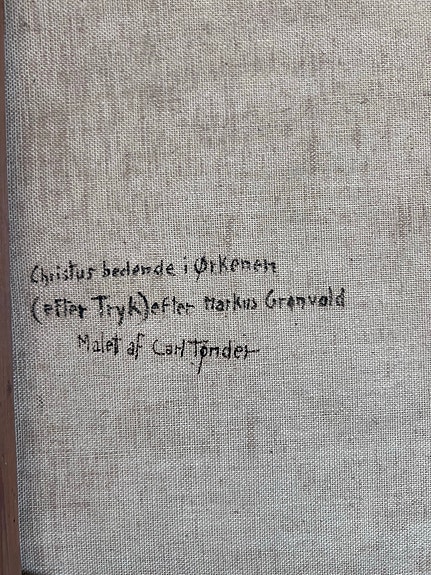 Christus bedende i Ørkenen
(efter Tryk) efter Markus Grønvold
Malet af Carl Tønder